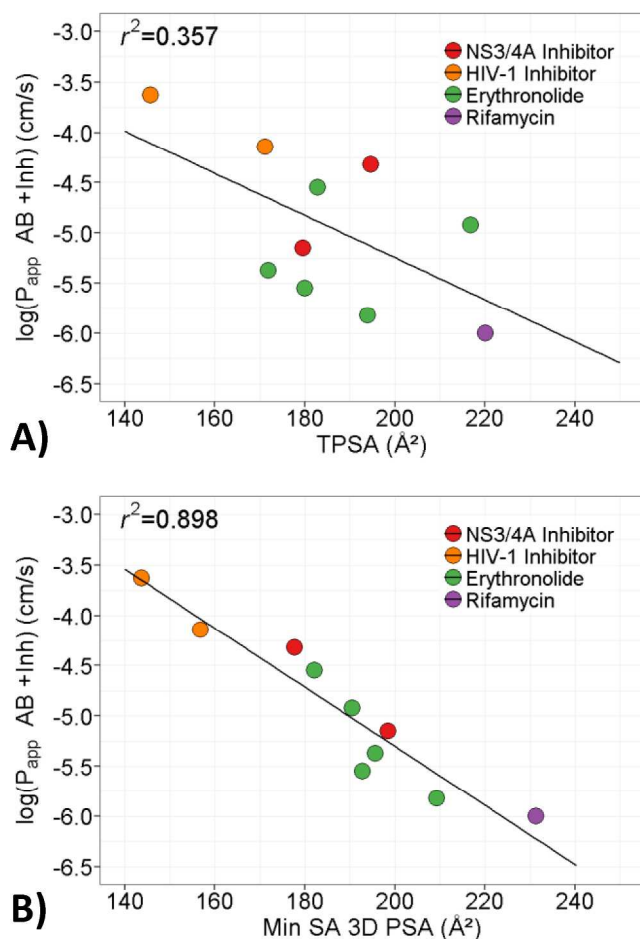 r²=0.357
NS3/4A Inhibitor
HIV-1 Inhibitor
Erythronolide
Rifamycin
log(Papp AB +Inh) (cm/s)
-3.0
-3.5
-4.0
-4.5
-5.0
-5.5
-6.0
-6.5
140 160 180 200 220 240
TPSA (Å²)
A)
r²=0.898
NS3/4A Inhibitor
HIV-1 Inhibitor
Erythronolide
Rifamycin
log(Papp AB +Inh) (cm/s)
-3.0
-3.5
-4.0
-4.5
-5.0
-5.5
-6.0
-6.5
140 160 180 200 220 240
Min SA 3D PSA (Å²)
B)